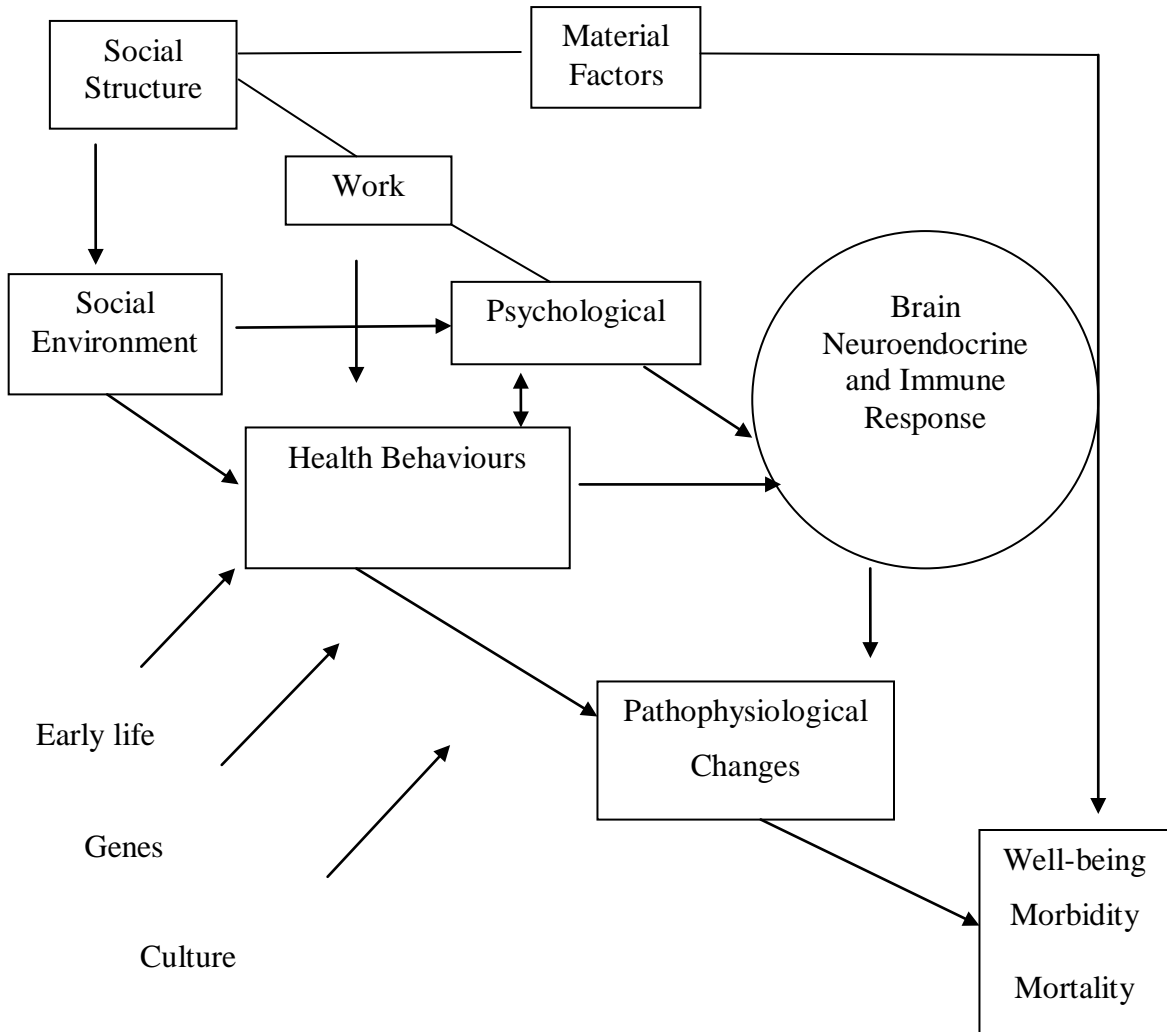 Social
Structure
Material
Factors
Work
Social
Environment
Psychological
Brain
Neuroendocrine
and Immune
Response
Health Behaviours
Pathophysiological
Changes
Early life
Genes
Culture
Well-being
Morbidity
Mortality